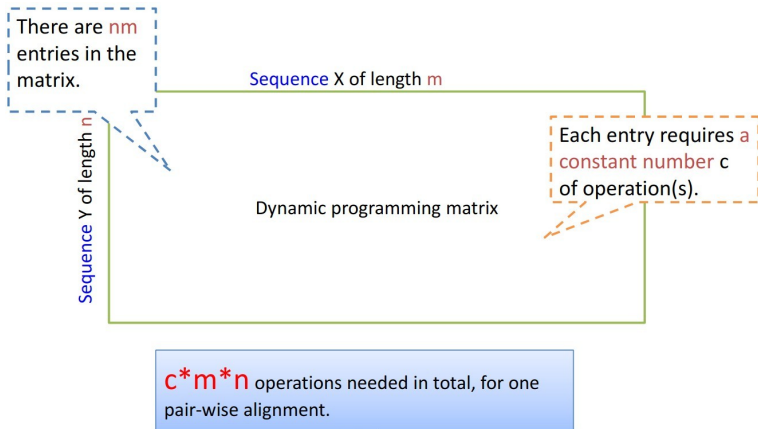 There are nm
entries in the
matrix.
Sequence X of length m
Sequence Y of length n
Each entry requires a
constant number c
of operation(s).
Dynamic programming matrix
c*m*n operations needed in total, for one
pair-wise alignment.